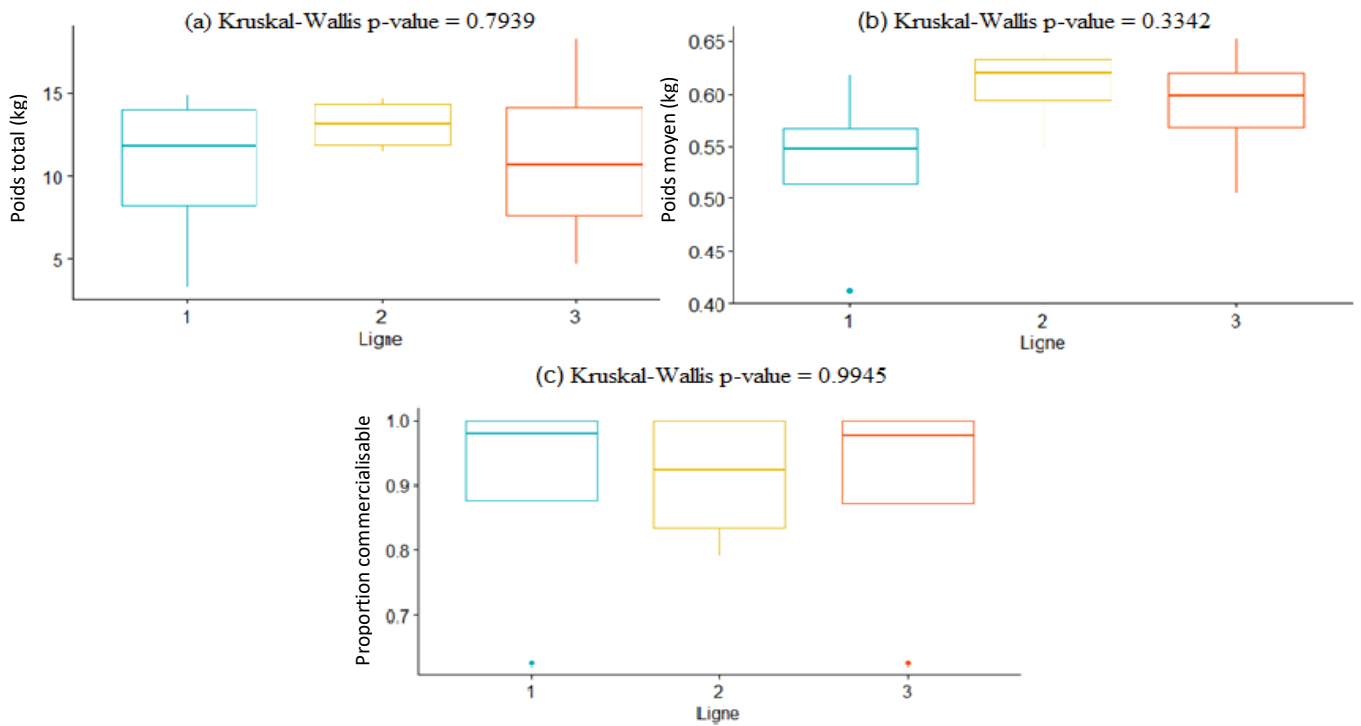 (a) Kruskal-Wallis p-value = 0.7939
Poids total (kg)
15
10
5
1 2 3
Ligne
(b) Kruskal-Wallis p-value = 0.3342
Poids moyen (kg)
0.65
0.60
0.55
0.50
0.45
0.40
1 2 3
Ligne
(c) Kruskal-Wallis p-value = 0.9945
Proportion commercialisable
1.0
0.9
0.8
0.7
1 2 3
Ligne